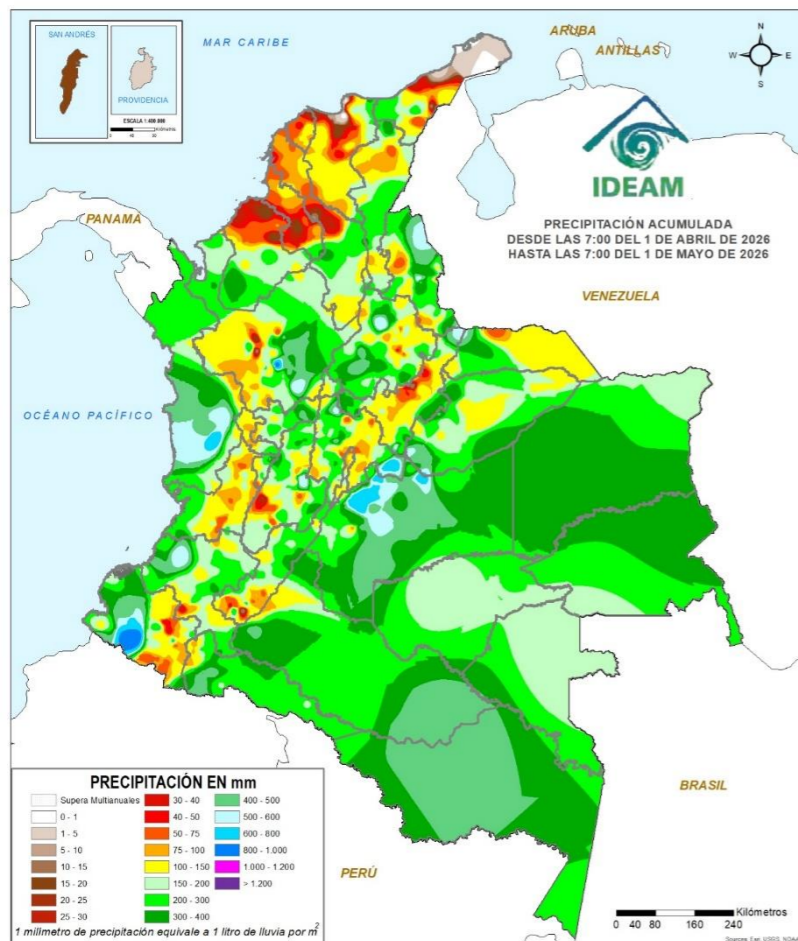 SAN ANDRÉS
PROVIDENCIA
ESCALA 1:400.000
Kilómetros
MAR CARIBE
ARUBA
ANTILLAS
N
W
E
S
IDEAM
PANAMÁ
PRECIPITACIÓN ACUMULADA
DESDE LAS 7:00 DEL 1 DE ABRIL DE 2026
HASTA LAS 7:00 DEL 1 DE MAYO DE 2026
VENEZUELA
OCÉANO PACÍFICO
BRASIL
PERÚ
PRECIPITACIÓN EN mm
Supera Multianuales
0 - 1
1 - 5
5 - 10
10 - 15
15 - 20
20 - 25
25 - 30
30 - 40
40 - 50
50 - 75
75 - 100
100 - 150
150 - 200
200 - 300
300 - 400
400 - 500
500 - 600
600 - 800
800 - 1.000
1.000 - 1.200
> 1.200
1 milímetro de precipitación equivale a 1 litro de lluvia por m²
Kilómetros
0 40 80 160 240
Sources: Esri, USGS, NOAA